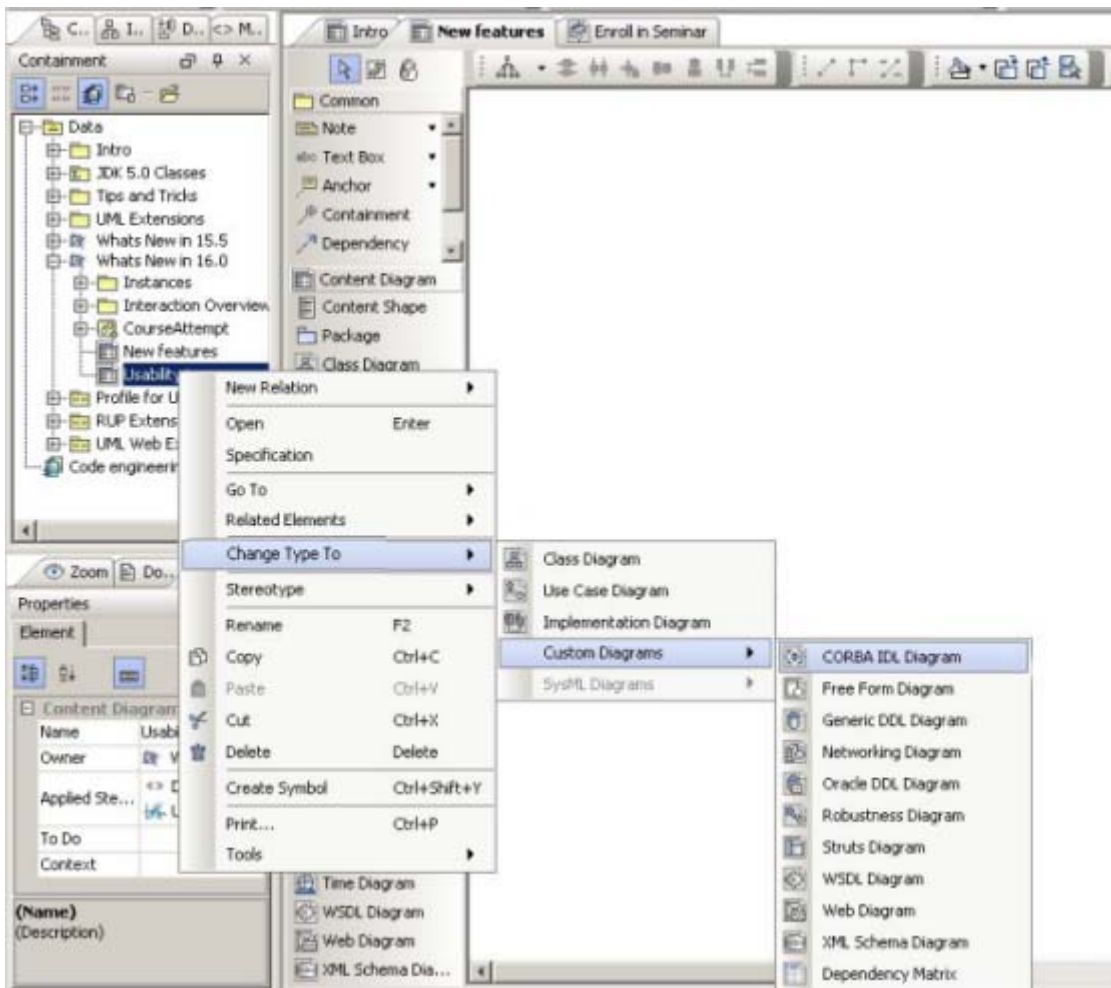 C..
I..
D..
M..
Containment
Data
Intro
JDK 5.0 Classes
Tips and Tricks
UML Extensions
Whats New in 15.5
Whats New in 16.0
Instances
Interaction Overview
CourseAttempt
New features
Usability
Profile for U
RUP Extens
UML Web E
Code engineerin
Zoom
Do..
Properties
Element
Content Diagram
Name
Usabi
Owner
W
Applied Ste...
To Do
Context
(Name)
(Description)
Intro
New features
Enroll in Seminar
Common
Note
abc Text Box
Anchor
Containment
Dependency
Content Diagram
Content Shape
Package
Class Diagram
Time Diagram
WSDL Diagram
Web Diagram
XML Schema Dia...
New Relation
Open Enter
Specification
Go To
Related Elements
Change Type To
Stereotype
Rename F2
Copy Ctrl+C
Paste Ctrl+V
Cut Ctrl+X
Delete Delete
Create Symbol Ctrl+Shift+Y
Print... Ctrl+P
Tools
Class Diagram
Use Case Diagram
Implementation Diagram
Custom Diagrams
SysML Diagrams
CORBA IDL Diagram
Free Form Diagram
Generic DDL Diagram
Networking Diagram
Oracle DDL Diagram
Robustness Diagram
Struts Diagram
WSDL Diagram
Web Diagram
XML Schema Diagram
Dependency Matrix